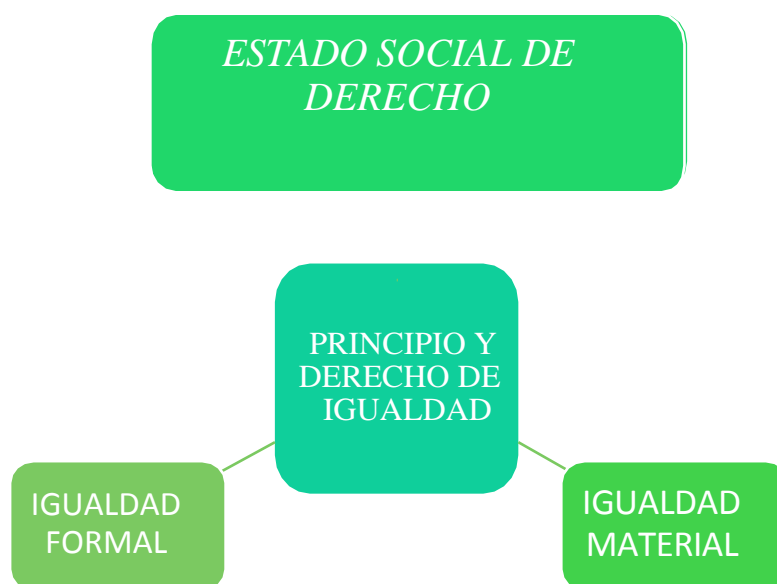 ESTADO SOCIAL DE
DERECHO
PRINCIPIO Y
DERECHO DE
IGUALDAD
IGUALDAD
FORMAL
IGUALDAD
MATERIAL